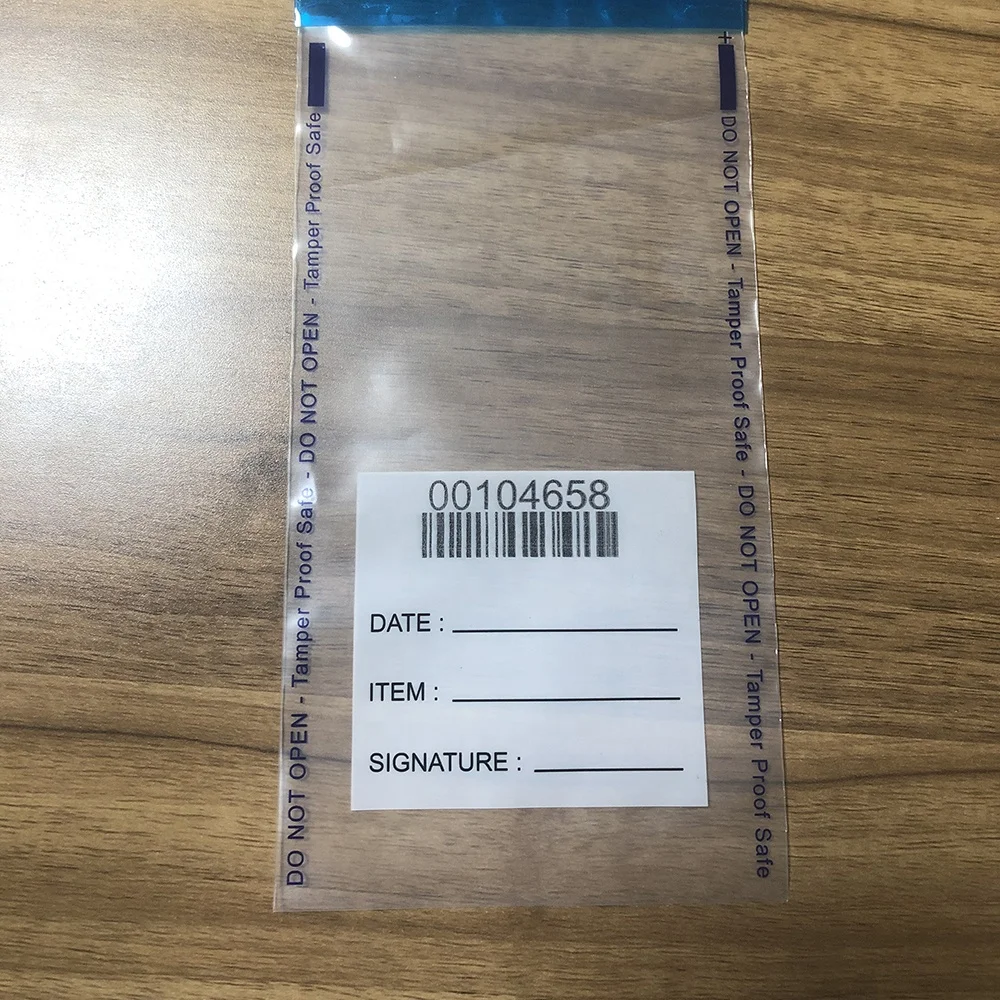 DO NOT OPEN - Tamper Proof Safe - DO NOT OPEN - Tamper Proof Safe
DO NOT OPEN - Tamper Proof Safe - DO NOT OPEN - Tamper Proof Safe
00104658
DATE :
ITEM :
SIGNATURE :